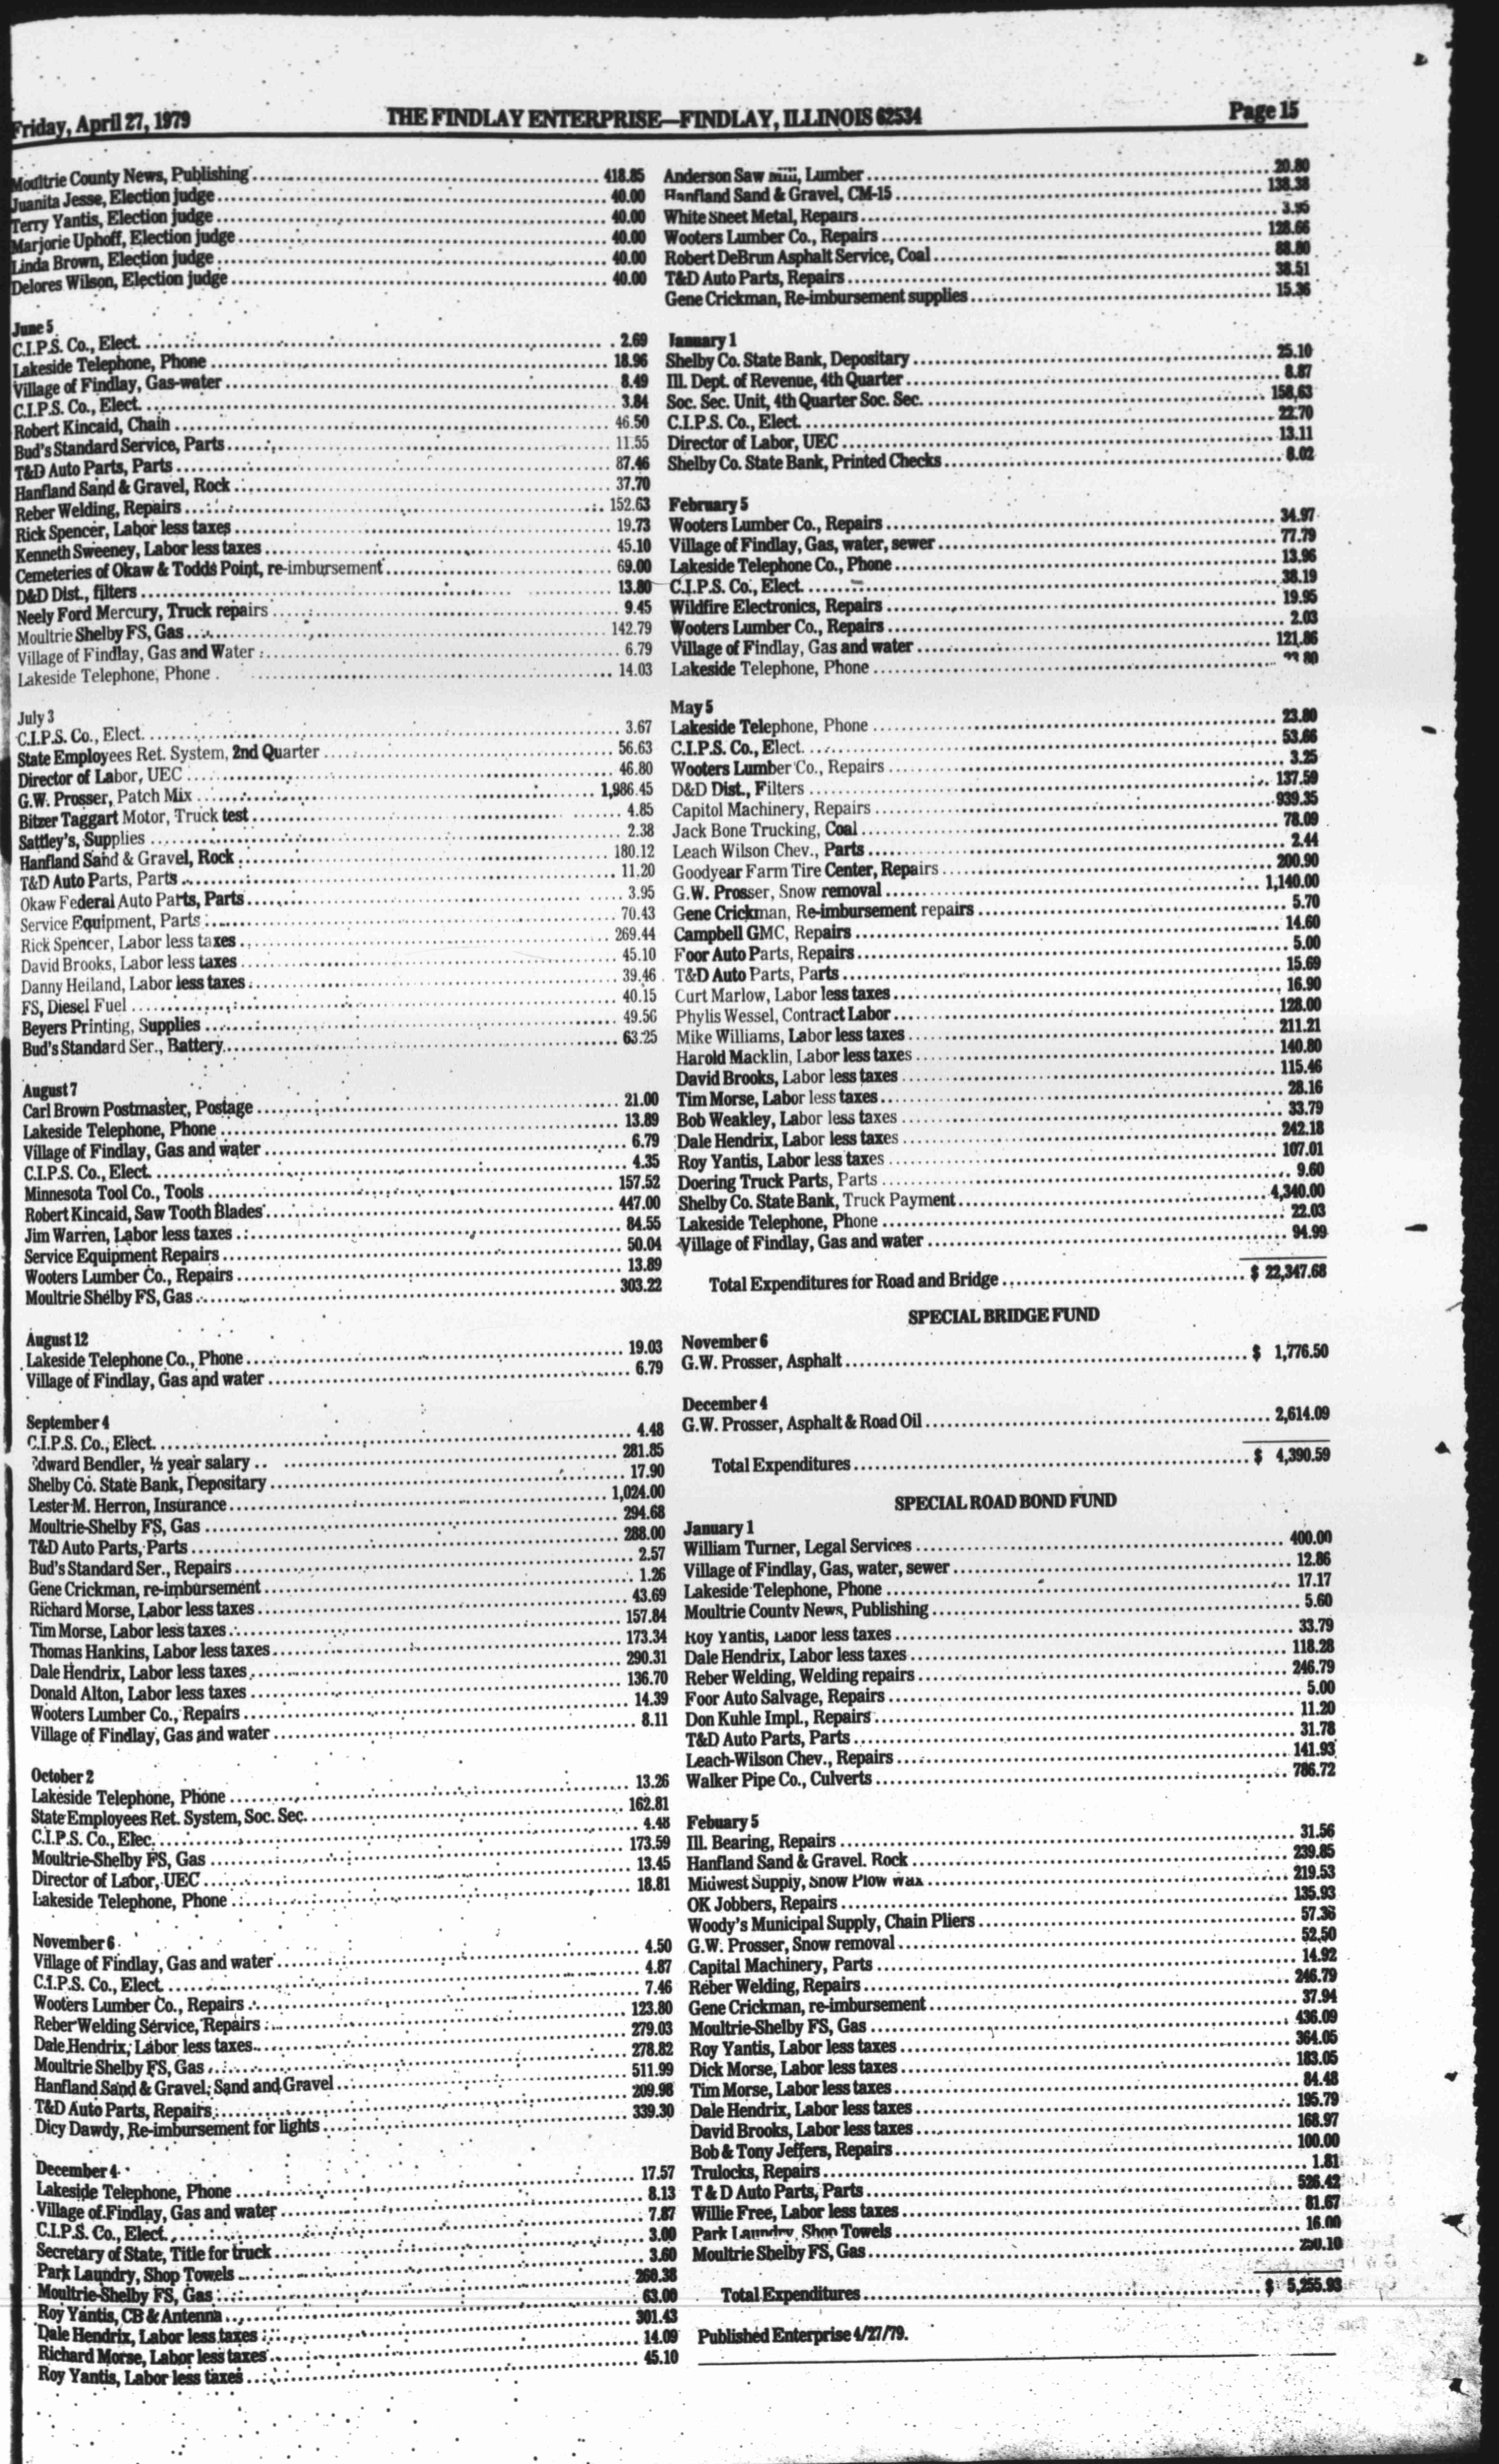 Friday, April 27, 1979
THE FINDLAY ENTERPRISE—FINDLAY, ILLINOIS 62534
Page 15
Moultrie County News, Publishing 418.85
Juanita Jesse, Election judge 40.00
Terry Yantis, Election judge 40.00
Marjorie Uphoff, Election judge 40.00
Linda Brown, Election judge 40.00
Delores Wilson, Election judge 40.00
June 5
C.I.P.S. Co., Elect. 2.69
Lakeside Telephone, Phone 18.96
Village of Findlay, Gas-water 8.49
C.I.P.S. Co., Elect. 3.84
Robert Kincaid, Chain 46.50
Bud's Standard Service, Parts 11.55
T&D Auto Parts, Parts 87.46
Hanfland Sand & Gravel, Rock 37.70
Reber Welding, Repairs 152.63
Rick Spencer, Labor less taxes 19.73
Kenneth Sweeney, Labor less taxes 45.10
Cemeteries of Okaw & Todds Point, re-imbursement 69.00
D&D Dist., filters 13.80
Neely Ford Mercury, Truck repairs 9.45
Moultrie Shelby FS, Gas 142.79
Village of Findlay, Gas and Water 6.79
Lakeside Telephone, Phone 14.03
July 3
C.I.P.S. Co., Elect. 3.67
State Employees Ret. System, 2nd Quarter 56.63
Director of Labor, UEC 46.80
G.W. Prosser, Patch Mix 1,986.45
Bitzer Taggart Motor, Truck test 4.85
Sattley's, Supplies 2.38
Hanfland Sand & Gravel, Rock 180.12
T&D Auto Parts, Parts 11.20
Okaw Federal Auto Parts, Parts 3.95
Service Equipment, Parts 70.43
Rick Spencer, Labor less taxes 269.44
David Brooks, Labor less taxes 45.10
Danny Heiland, Labor less taxes 39.46
FS, Diesel Fuel 40.15
Beyers Printing, Supplies 49.56
Bud's Standard Ser., Battery 63.25
August 7
Carl Brown Postmaster, Postage 21.00
Lakeside Telephone, Phone 13.89
Village of Findlay, Gas and water 6.79
C.I.P.S. Co., Elect. 4.35
Minnesota Tool Co., Tools 157.52
Robert Kincaid, Saw Tooth Blades 447.00
Jim Warren, Labor less taxes 84.55
Service Equipment Repairs 50.04
Wooters Lumber Co., Repairs 13.89
Moultrie Shelby FS, Gas 303.22
August 12
Lakeside Telephone Co., Phone 19.03
Village of Findlay, Gas and water 6.79
September 4
C.I.P.S. Co., Elect. 4.48
Edward Bendler, ½ year salary 281.85
Shelby Co. State Bank, Depositary 17.90
Lester M. Herron, Insurance 1,024.00
Moultrie-Shelby FS, Gas 294.68
T&D Auto Parts, Parts 288.00
Bud's Standard Ser., Repairs 2.57
Gene Crickman, re-imbursement 1.26
Richard Morse, Labor less taxes 43.69
Tim Morse, Labor less taxes 157.84
Thomas Hankins, Labor less taxes 173.34
Dale Hendrix, Labor less taxes 290.31
Donald Alton, Labor less taxes 136.70
Wooters Lumber Co., Repairs 14.39
Village of Findlay, Gas and water 8.11
October 2
Lakeside Telephone, Phone 13.26
State Employees Ret. System, Soc. Sec. 162.81
C.I.P.S. Co., Elec. 4.48
Moultrie-Shelby FS, Gas 173.59
Director of Labor, UEC 13.45
Lakeside Telephone, Phone 18.81
November 6
Village of Findlay, Gas and water 4.50
C.I.P.S. Co., Elect. 4.87
Wooters Lumber Co., Repairs 7.46
Reber Welding Service, Repairs 123.80
Dale Hendrix, Labor less taxes 279.03
Moultrie Shelby FS, Gas 278.82
Hanfland Sand & Gravel, Sand and Gravel 511.99
T&D Auto Parts, Repairs 209.98
Dicy Dawdy, Re-imbursement for lights 339.30
December 4
Lakeside Telephone, Phone 17.57
Village of Findlay, Gas and water 8.13
C.I.P.S. Co., Elect. 7.87
Secretary of State, Title for truck 3.00
Park Laundry, Shop Towels 3.60
Moultrie-Shelby FS, Gas 260.38
Roy Yantis, CB & Antenna 63.00
Dale Hendrix, Labor less taxes 301.43
Richard Morse, Labor less taxes 14.09
Roy Yantis, Labor less taxes 45.10
Anderson Saw Mill, Lumber 20.80
Hanfland Sand & Gravel, CM-15 138.38
White Sheet Metal, Repairs 3.95
Wooters Lumber Co., Repairs 128.66
Robert DeBrun Asphalt Service, Coal 88.80
T&D Auto Parts, Repairs 38.51
Gene Crickman, Re-imbursement supplies 15.36
January 1
Shelby Co. State Bank, Depositary 25.10
Ill. Dept. of Revenue, 4th Quarter 8.87
Soc. Sec. Unit, 4th Quarter Soc. Sec. 158,63
C.I.P.S. Co., Elect. 22.70
Director of Labor, UEC 13.11
Shelby Co. State Bank, Printed Checks 8.02
February 5
Wooters Lumber Co., Repairs 34.97
Village of Findlay, Gas, water, sewer 77.79
Lakeside Telephone Co., Phone 13.96
C.I.P.S. Co., Elect. 38.19
Wildfire Electronics, Repairs 19.95
Wooters Lumber Co., Repairs 2.03
Village of Findlay, Gas and water 121.86
Lakeside Telephone, Phone
May 5
Lakeside Telephone, Phone 23.80
C.I.P.S. Co., Elect. 53.66
Wooters Lumber Co., Repairs 3.25
D&D Dist., Filters 137.59
Capitol Machinery, Repairs 939.35
Jack Bone Trucking, Coal 78.09
Leach Wilson Chev., Parts 2.44
Goodyear Farm Tire Center, Repairs 200.90
G.W. Prosser, Snow removal 1,140.00
Gene Crickman, Re-imbursement repairs 5.70
Campbell GMC, Repairs 14.60
Foor Auto Parts, Repairs 5.00
T&D Auto Parts, Parts 15.69
Curt Marlow, Labor less taxes 16.90
Phylis Wessel, Contract Labor 128.00
Mike Williams, Labor less taxes 211.21
Harold Macklin, Labor less taxes 140.80
David Brooks, Labor less taxes 115.46
Tim Morse, Labor less taxes 28.16
Bob Weakley, Labor less taxes 33.79
Dale Hendrix, Labor less taxes 242.18
Roy Yantis, Labor less taxes 107.01
Doering Truck Parts, Parts 9.60
Shelby Co. State Bank, Truck Payment 4,340.00
Lakeside Telephone, Phone 22.03
Village of Findlay, Gas and water 94.99
Total Expenditures for Road and Bridge $ 22,347.68
SPECIAL BRIDGE FUND
November 6
G.W. Prosser, Asphalt $ 1,776.50
December 4
G.W. Prosser, Asphalt & Road Oil 2,614.09
Total Expenditures $ 4,390.59
SPECIAL ROAD BOND FUND
January 1
William Turner, Legal Services 400.00
Village of Findlay, Gas, water, sewer 12.86
Lakeside Telephone, Phone 17.17
Moultrie County News, Publishing 5.60
Roy Yantis, Labor less taxes 33.79
Dale Hendrix, Labor less taxes 118.28
Reber Welding, Welding repairs 246.79
Foor Auto Salvage, Repairs 5.00
Don Kuhle Impl., Repairs 11.20
T&D Auto Parts, Parts 31.78
Leach-Wilson Chev., Repairs 141.93
Walker Pipe Co., Culverts 786.72
Febuary 5
Ill. Bearing, Repairs 31.56
Hanfland Sand & Gravel. Rock 239.85
Midwest Supply, Snow Plow wax 219.53
OK Jobbers, Repairs 135.93
Woody's Municipal Supply, Chain Pliers 57.36
G.W. Prosser, Snow removal 52.50
Capital Machinery, Parts 14.92
Reber Welding, Repairs 246.79
Gene Crickman, re-imbursement 37.94
Moultrie-Shelby FS, Gas 436.09
Roy Yantis, Labor less taxes 364.05
Dick Morse, Labor less taxes 183.05
Tim Morse, Labor less taxes 84.48
Dale Hendrix, Labor less taxes 195.79
David Brooks, Labor less taxes 168.97
Bob & Tony Jeffers, Repairs 100.00
Trulocks, Repairs 1.81
T & D Auto Parts, Parts 526.42
Willie Free, Labor less taxes 81.67
Park Laundry, Shop Towels 16.00
Moultrie Shelby FS, Gas
Total Expenditures $ 5,255.93
Published Enterprise 4/27/79.